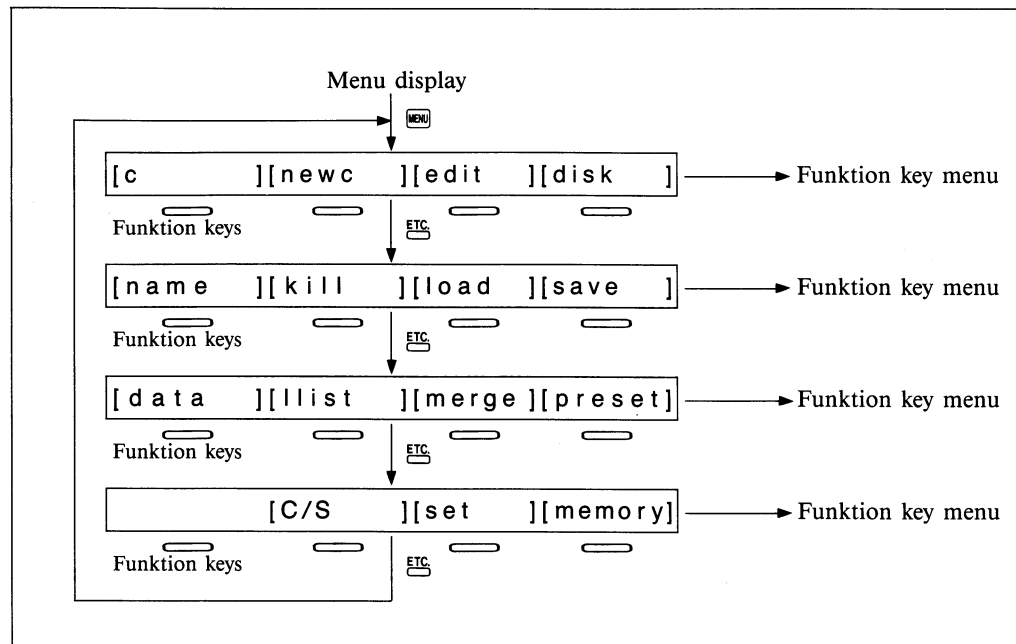 Menu display
MENU
[c ][newc ][edit ][disk ] Funktion key menu
Funktion keys ETC.
[name ][kill ][load ][save ] Funktion key menu
Funktion keys ETC.
[data ][llist ][merge][preset] Funktion key menu
Funktion keys ETC.
[C/S ][set ][memory] Funktion key menu
Funktion keys ETC.